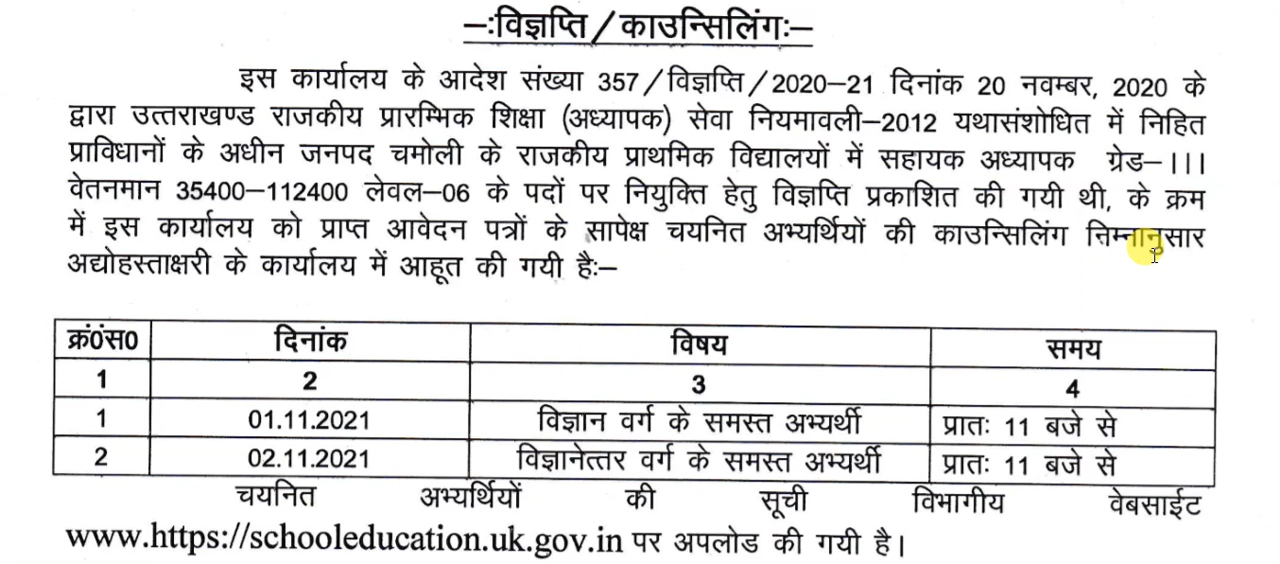 –:विज्ञप्ति / काउन्सिलिंग:–
इस कार्यालय के आदेश संख्या 357/विज्ञप्ति/2020–21 दिनांक 20 नवम्बर, 2020 के
द्वारा उत्तराखण्ड राजकीय प्रारम्भिक शिक्षा (अध्यापक) सेवा नियमावली–2012 यथासंशोधित में निहित
प्राविधानों के अधीन जनपद चमोली के राजकीय प्राथमिक विद्यालयों में सहायक अध्यापक ग्रेड–।।।
वेतनमान 35400–112400 लेवल–06 के पदों पर नियुक्ति हेतु विज्ञप्ति प्रकाशित की गयी थी, के क्रम
में इस कार्यालय को प्राप्त आवेदन पत्रों के सापेक्ष चयनित अभ्यर्थियों की काउन्सिलिंग निम्नानुसार
अद्योहस्ताक्षरी के कार्यालय में आहूत की गयी है:–
क्रं0ंस0 दिनांक विषय समय
1 2 3 4
1 01.11.2021 विज्ञान वर्ग के समस्त अभ्यर्थी प्रातः 11 बजे से
2 02.11.2021 विज्ञानेत्तर वर्ग के समस्त अभ्यर्थी प्रातः 11 बजे से
चयनित अभ्यर्थियों की सूची विभागीय वेबसाईट
www.https://schooleducation.uk.gov.in पर अपलोड की गयी है।